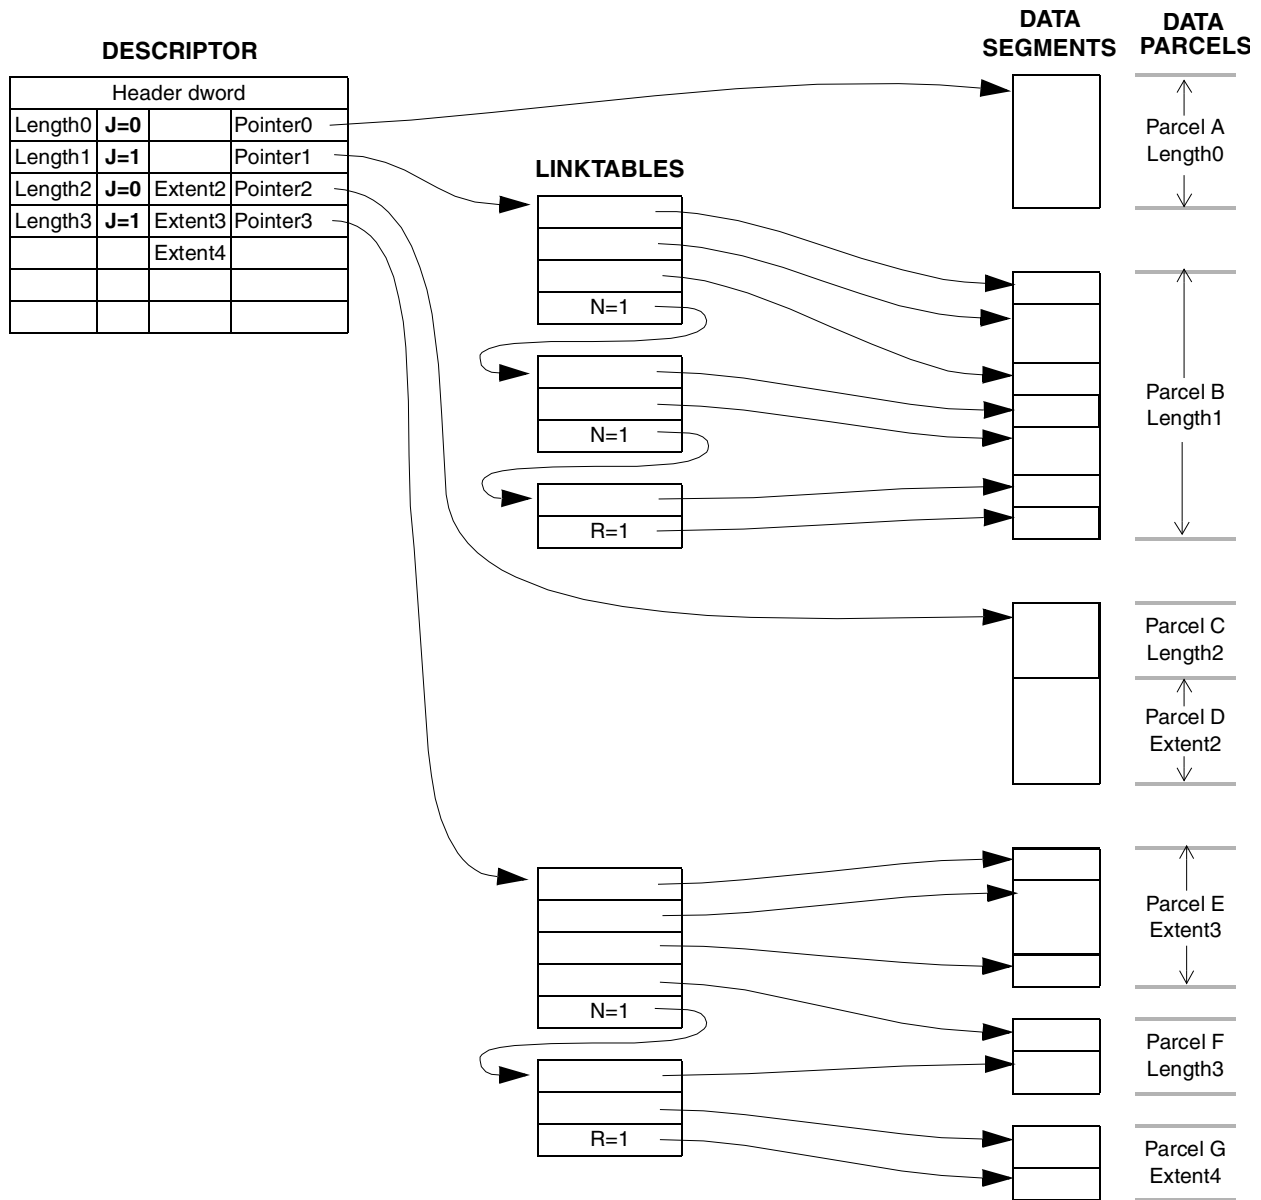 DESCRIPTOR
Header dword
Length0 J=0 Pointer0
Length1 J=1 Pointer1
Length2 J=0 Extent2 Pointer2
Length3 J=1 Extent3 Pointer3
Extent4
LINKTABLES
N=1
N=1
R=1
N=1
R=1
DATA
SEGMENTS
DATA
PARCELS
Parcel A
Length0
Parcel B
Length1
Parcel C
Length2
Parcel D
Extent2
Parcel E
Extent3
Parcel F
Length3
Parcel G
Extent4